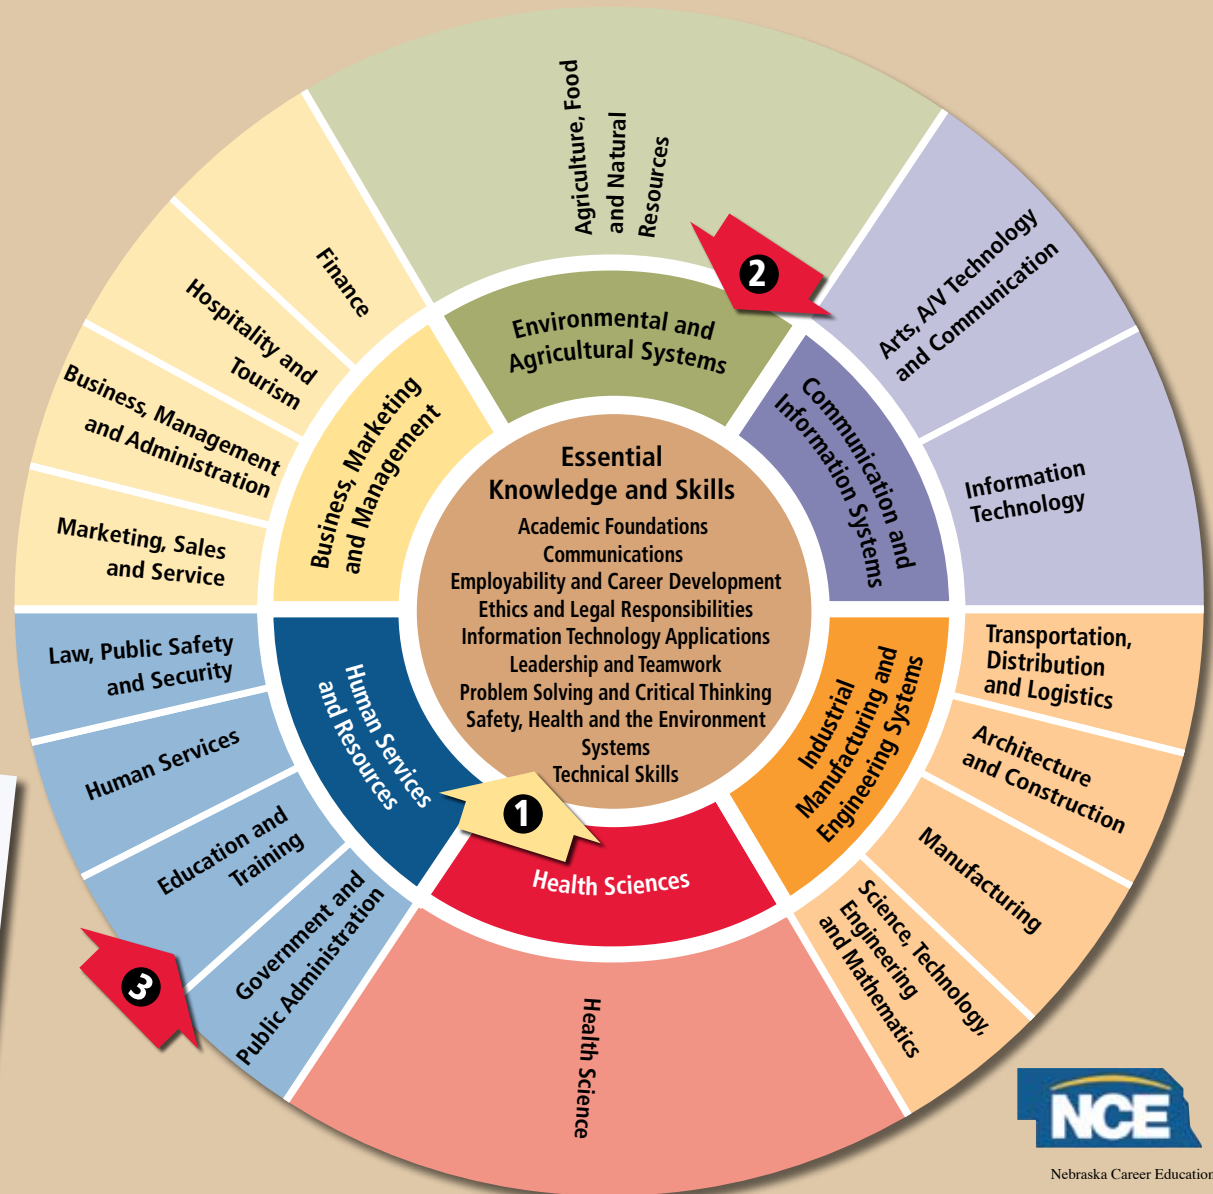 Agriculture, Food
and Natural
Resources
2
Arts, A/V Technology
and Communication
Information
Technology
Finance
Hospitality and
Tourism
Business, Management
and Administration
Marketing, Sales
and Service
Environmental and
Agricultural Systems
Communication and
Information Systems
Business, Marketing
and Management
Essential
Knowledge and Skills
Academic Foundations
Communications
Employability and Career Development
Ethics and Legal Responsibilities
Information Technology Applications
Leadership and Teamwork
Problem Solving and Critical Thinking
Safety, Health and the Environment
Systems
Technical Skills
Law, Public Safety
and Security
Human Services
Education and
Training
Government and
Public Administration
3
Human Services
and Resources
1
Health Sciences
Industrial
Manufacturing and
Engineering Systems
Transportation,
Distribution
and Logistics
Architecture
and Construction
Manufacturing
Science, Technology,
Engineering
and Mathematics
Health Science
NCE
Nebraska Career Education